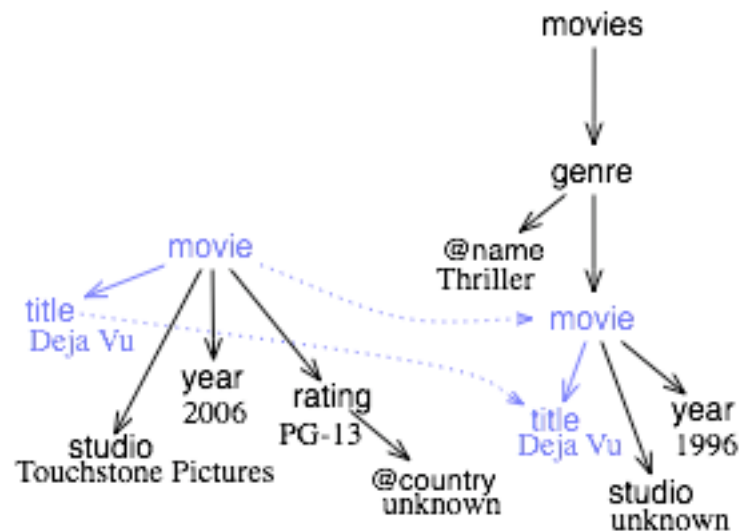 movies
genre
@name
Thriller
movie
title
Deja Vu
year
2006
rating
PG-13
studio
Touchstone Pictures
@country
unknown
movie
title
Deja Vu
year
1996
studio
unknown